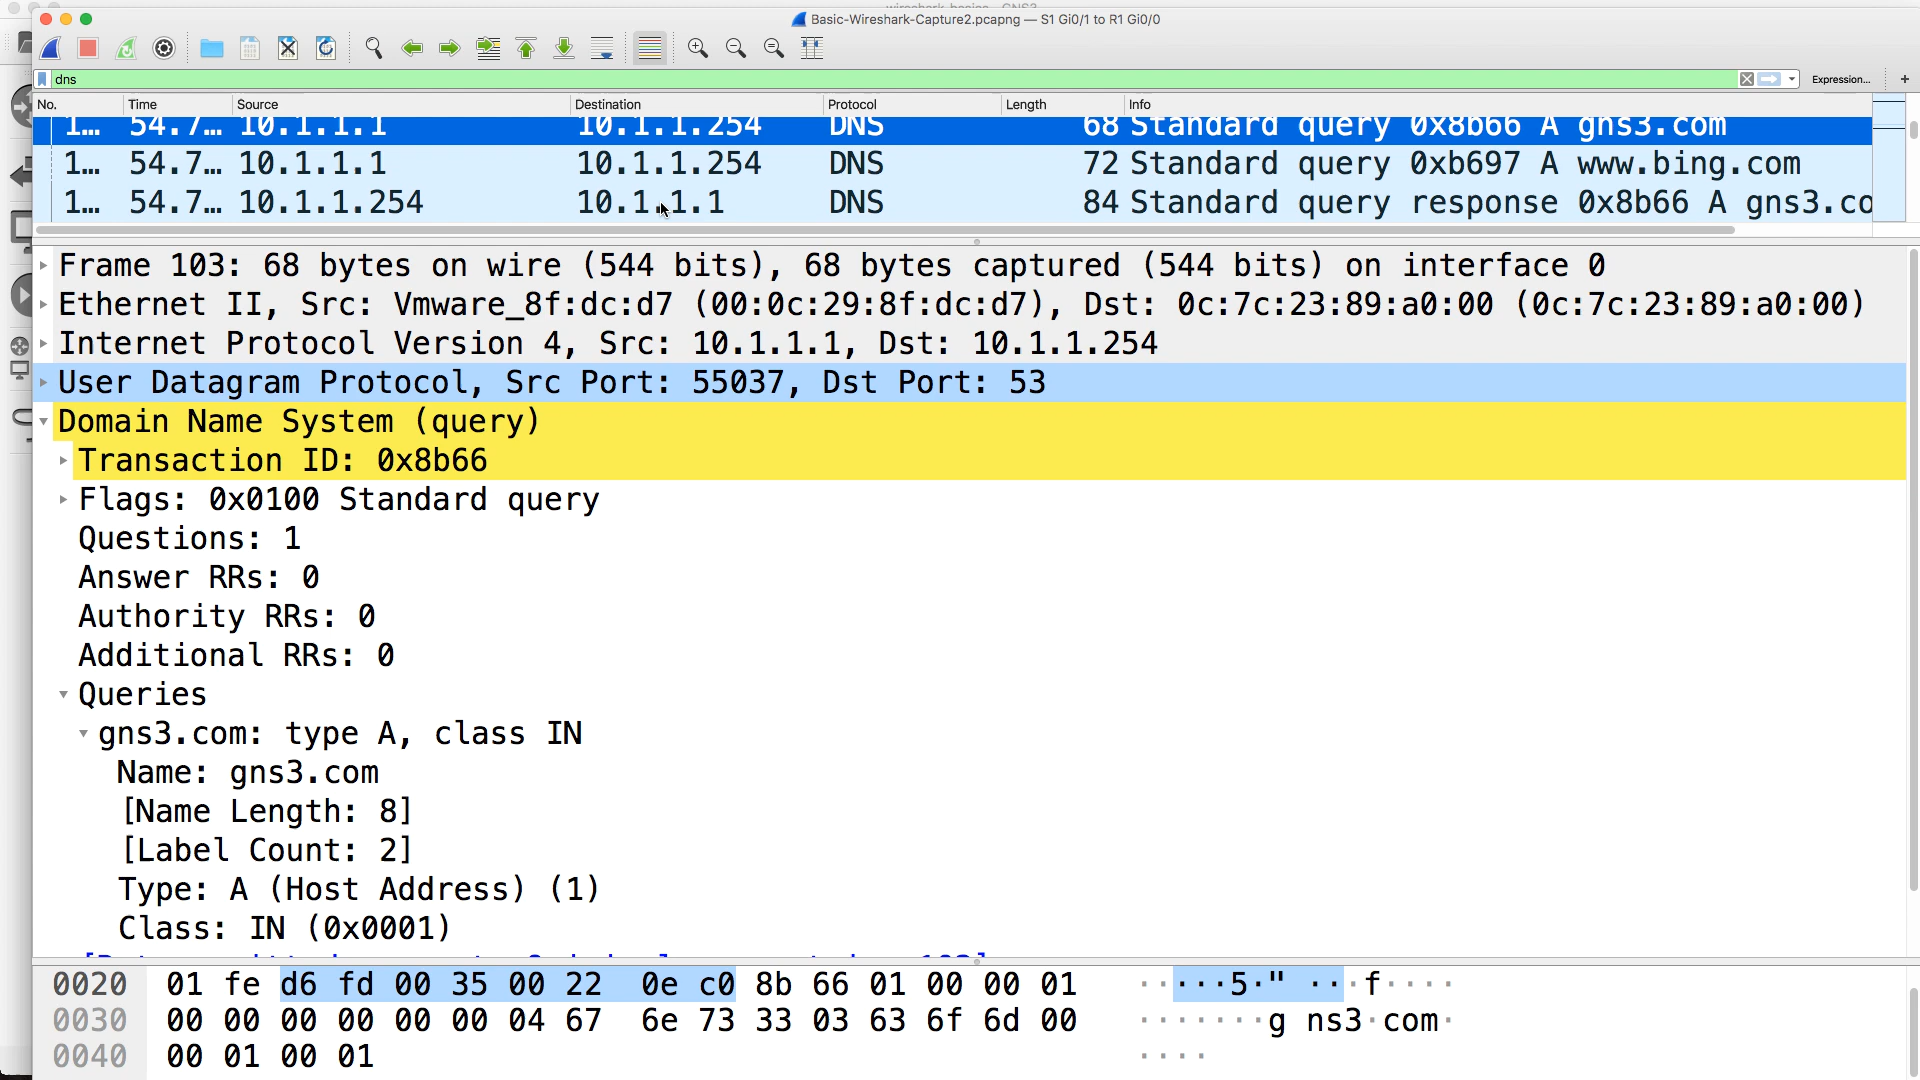 Basic-Wireshark-Capture2.pcapng — S1 Gi0/1 to R1 Gi0/0
dns
Expression... +
No. Time Source Destination Protocol Length Info
1... 54.7... 10.1.1.1 10.1.1.254 DNS 68 Standard query 0x8b66 A gns3.com
1... 54.7... 10.1.1.1 10.1.1.254 DNS 72 Standard query 0xb697 A www.bing.com
1... 54.7... 10.1.1.254 10.1.1.1 DNS 84 Standard query response 0x8b66 A gns3.co
Frame 103: 68 bytes on wire (544 bits), 68 bytes captured (544 bits) on interface 0
Ethernet II, Src: Vmware_8f:dc:d7 (00:0c:29:8f:dc:d7), Dst: 0c:7c:23:89:a0:00 (0c:7c:23:89:a0:00)
Internet Protocol Version 4, Src: 10.1.1.1, Dst: 10.1.1.254
User Datagram Protocol, Src Port: 55037, Dst Port: 53
Domain Name System (query)
Transaction ID: 0x8b66
Flags: 0x0100 Standard query
Questions: 1
Answer RRs: 0
Authority RRs: 0
Additional RRs: 0
Queries
gns3.com: type A, class IN
Name: gns3.com
[Name Length: 8]
[Label Count: 2]
Type: A (Host Address) (1)
Class: IN (0x0001)
0020 01 fe d6 fd 00 35 00 22 0e c0 8b 66 01 00 00 01 ·····5·" ···f····
0030 00 00 00 00 00 00 04 67 6e 73 33 03 63 6f 6d 00 ·······g ns3·com·
0040 00 01 00 01 ····